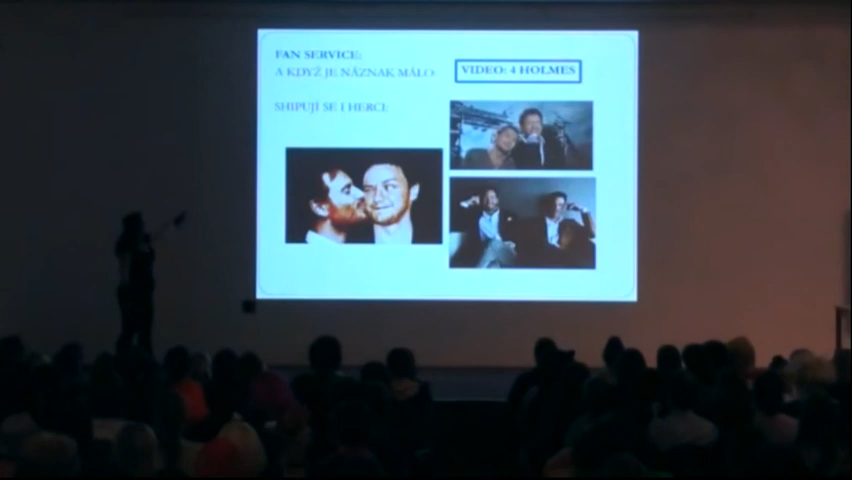 FAN SERVICE:
A KDYŽ JE NÁZNAK MÁLO
VIDEO: 4 HOLMES
SHIPUJÍ SE I HERCI: